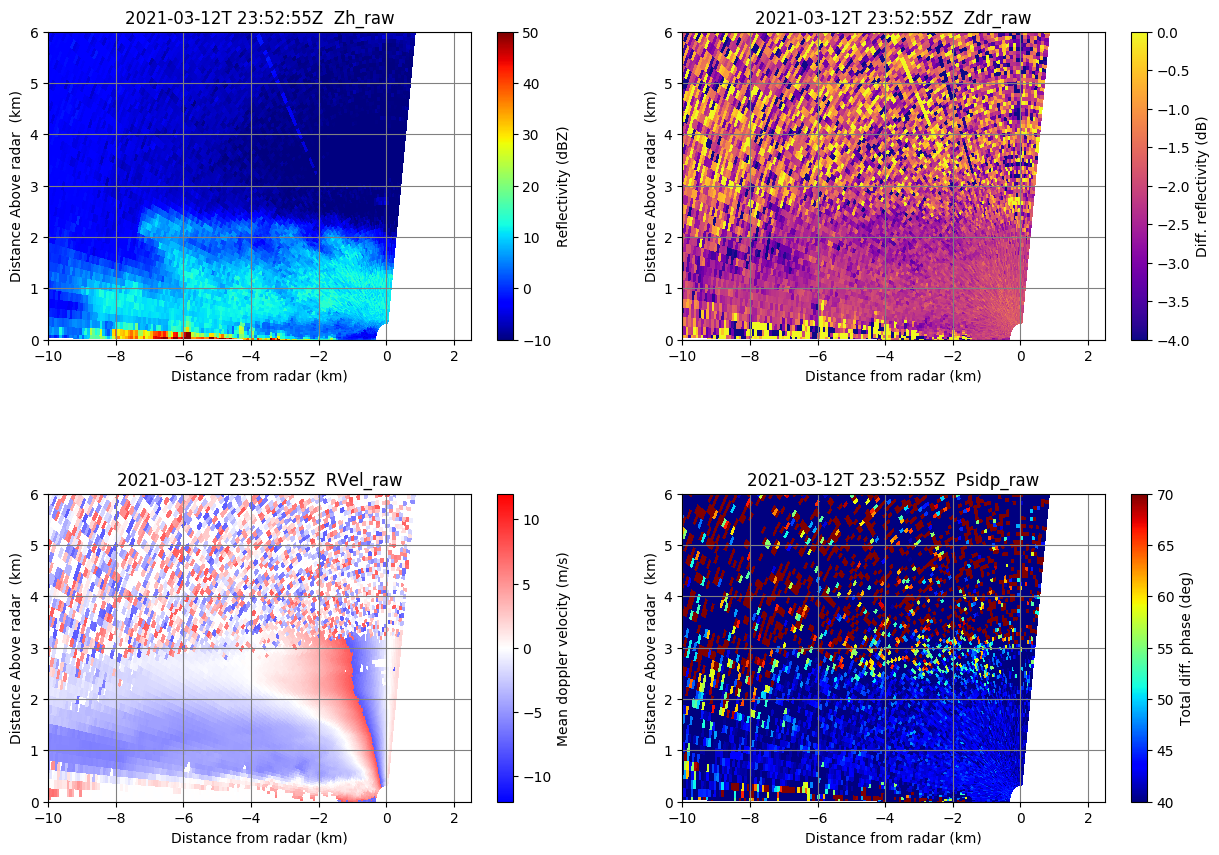 2021-03-12T 23:52:55Z  Zh_raw
2021-03-12T 23:52:55Z  Zdr_raw
6
5
4
3
2
1
0
Distance Above radar  (km)
−10 −8 −6 −4 −2 0 2
Distance from radar (km)
50
40
30
20
10
0
−10
Reflectivity (dBZ)
6
5
4
3
2
1
0
Distance Above radar  (km)
−10 −8 −6 −4 −2 0 2
Distance from radar (km)
0.0
−0.5
−1.0
−1.5
−2.0
−2.5
−3.0
−3.5
−4.0
Diff. reflectivity (dB)
2021-03-12T 23:52:55Z  RVel_raw
2021-03-12T 23:52:55Z  Psidp_raw
6
5
4
3
2
1
0
Distance Above radar  (km)
−10 −8 −6 −4 −2 0 2
Distance from radar (km)
10
5
0
−5
−10
Mean doppler velocity (m/s)
6
5
4
3
2
1
0
Distance Above radar  (km)
−10 −8 −6 −4 −2 0 2
Distance from radar (km)
70
65
60
55
50
45
40
Total diff. phase (deg)